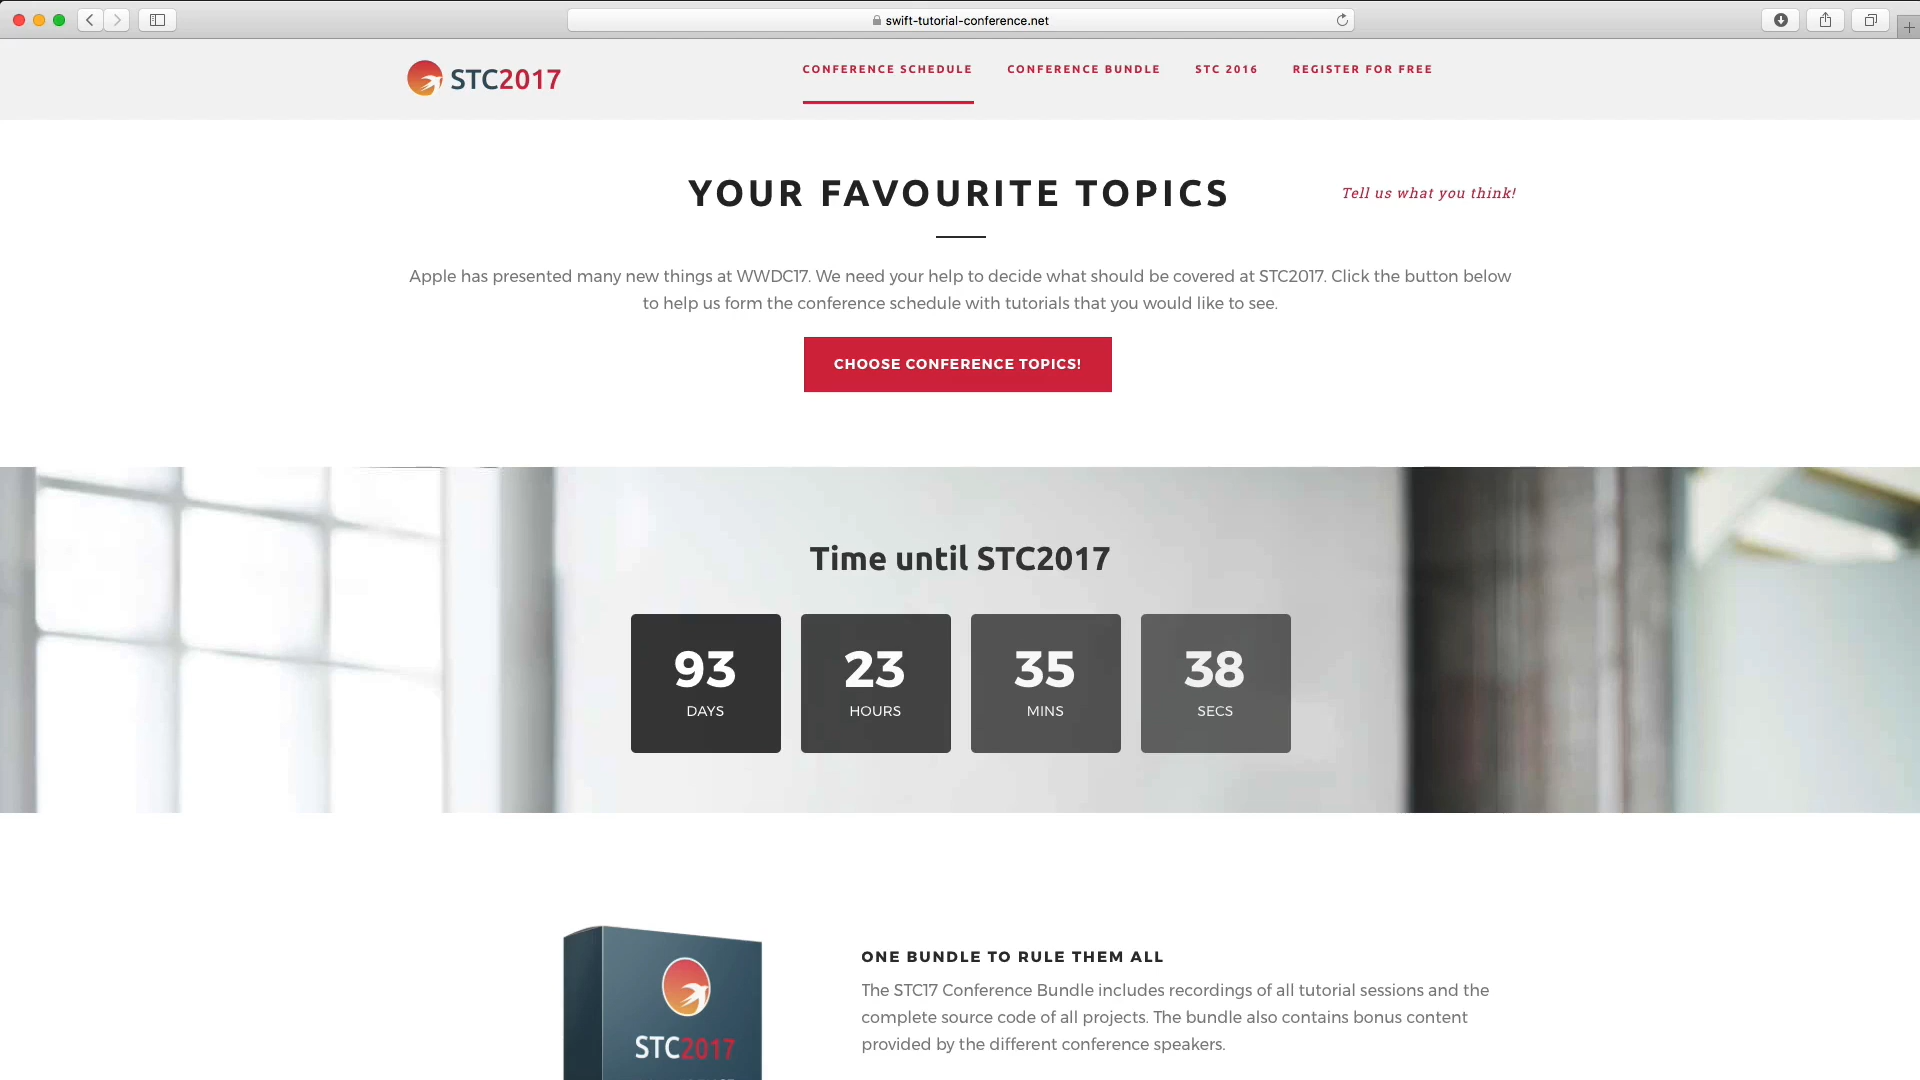 swift-tutorial-conference.net
STC2017
CONFERENCE SCHEDULE
CONFERENCE BUNDLE
STC 2016
REGISTER FOR FREE
YOUR FAVOURITE TOPICS
Tell us what you think!
Apple has presented many new things at WWDC17. We need your help to decide what should be covered at STC2017. Click the button below
to help us form the conference schedule with tutorials that you would like to see.
CHOOSE CONFERENCE TOPICS!
Time until STC2017
93 23 35 38
DAYS HOURS MINS SECS
ONE BUNDLE TO RULE THEM ALL
The STC17 Conference Bundle includes recordings of all tutorial sessions and the
complete source code of all projects. The bundle also contains bonus content
provided by the different conference speakers.
STC2017